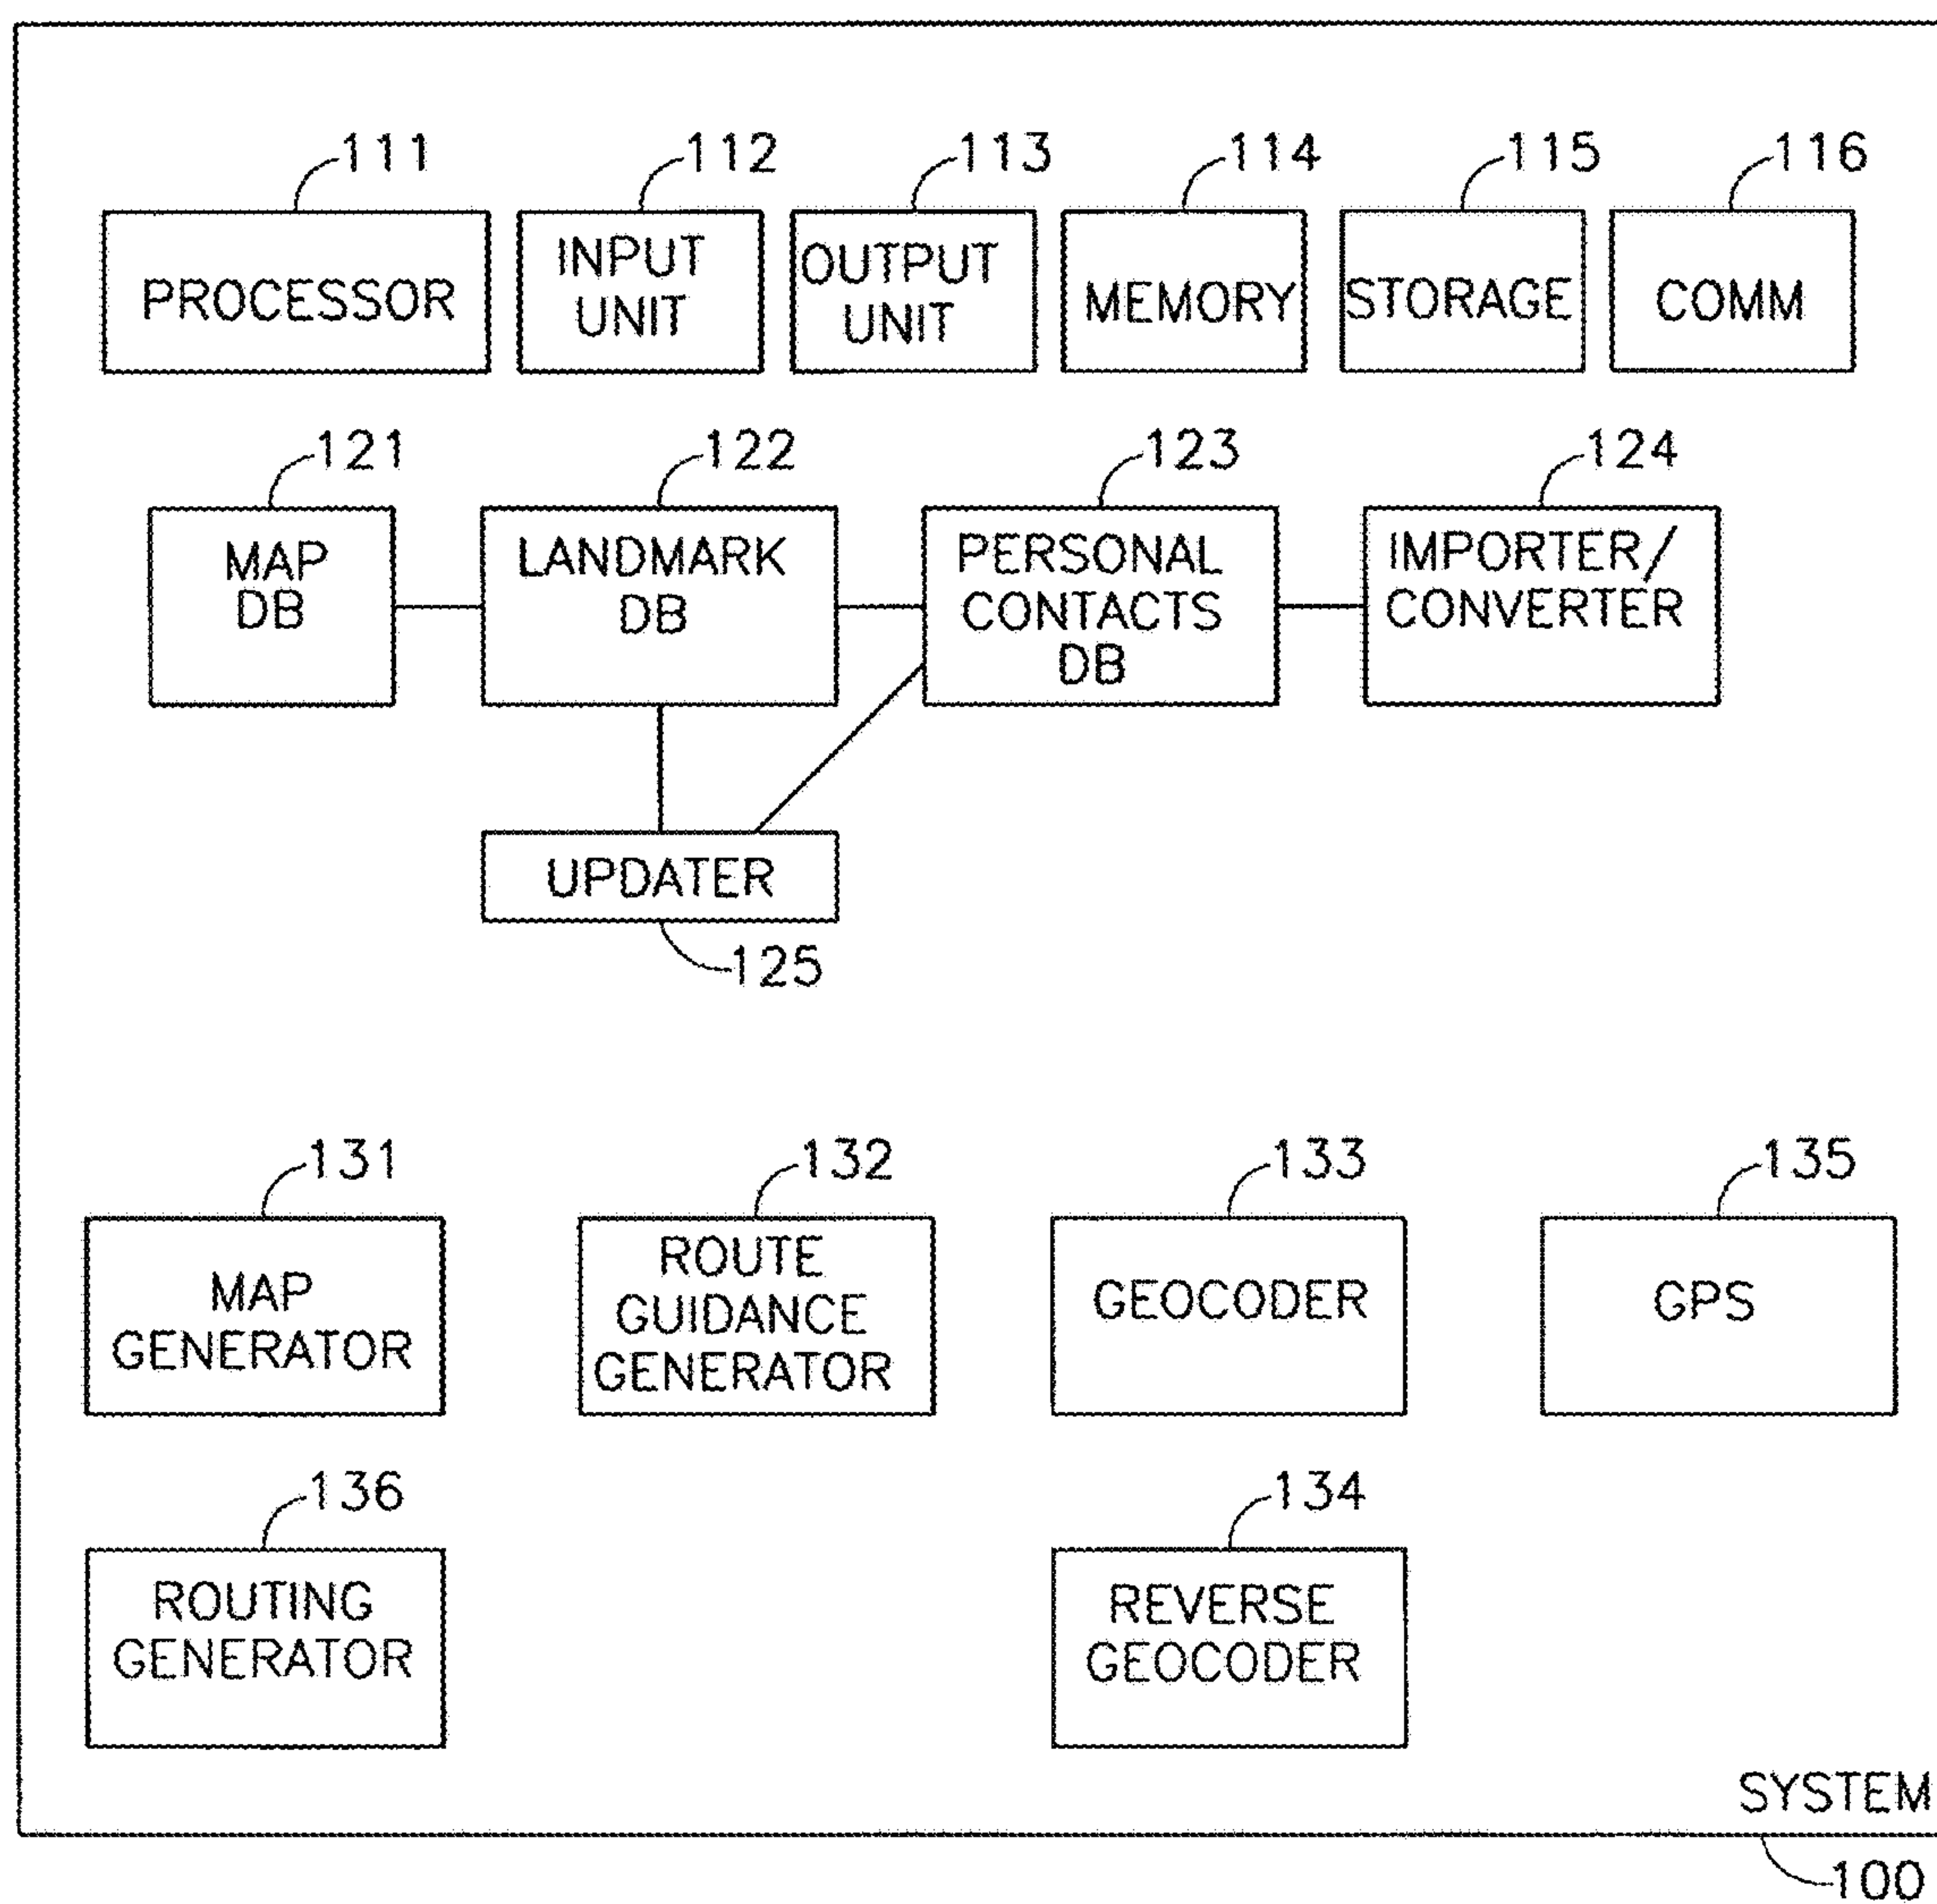 111
112
113
114
115
116
PROCESSOR
INPUT
UNIT
OUTPUT
UNIT
MEMORY
STORAGE
COMM
121
122
123
124
MAP
DB
LANDMARK
DB
PERSONAL
CONTACTS
DB
IMPORTER/
CONVERTER
UPDATER
125
131
132
133
135
MAP
GENERATOR
ROUTE
GUIDANCE
GENERATOR
GEOCODER
GPS
136
134
ROUTING
GENERATOR
REVERSE
GEOCODER
SYSTEM
100